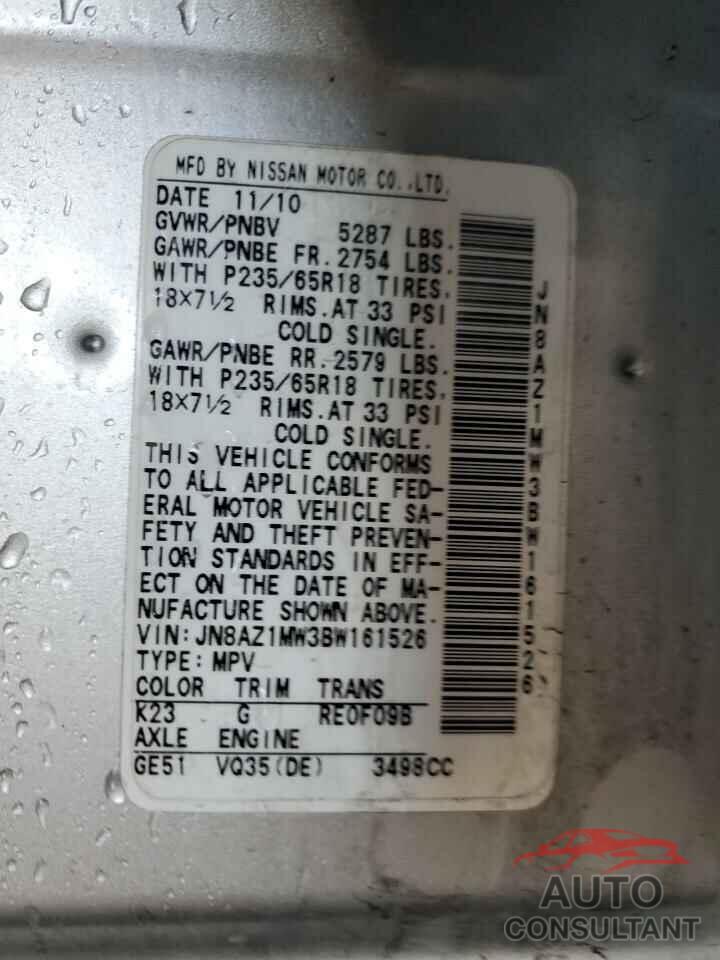 MFD BY NISSAN MOTOR CO.,LTD.
DATE 11/10
GVWR/PNBV 5287 LBS.
GAWR/PNBE FR. 2754 LBS.
WITH P235/65R18 TIRES.
18X7½ RIMS.AT 33 PSI
COLD SINGLE.
GAWR/PNBE RR. 2579 LBS.
WITH P235/65R18 TIRES.
18X7½ RIMS.AT 33 PSI
COLD SINGLE.
THIS VEHICLE CONFORMS
TO ALL APPLICABLE FED-
ERAL MOTOR VEHICLE SA-
FETY AND THEFT PREVEN-
TION STANDARDS IN EFF-
ECT ON THE DATE OF MA-
NUFACTURE SHOWN ABOVE.
VIN:JN8AZ1MW3BW161526
TYPE:MPV
COLOR TRIM TRANS
K23 G RE0F09B
AXLE ENGINE
GE51 VQ35(DE) 3498CC
JN8AZ1MW3BW161526
AUTO
CONSULTANT